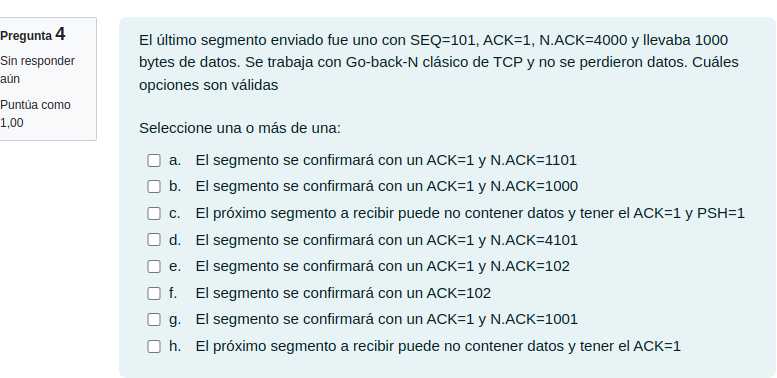 Pregunta 4
Sin responder
aún
Puntúa como
1,00
El último segmento enviado fue uno con SEQ=101, ACK=1, N.ACK=4000 y llevaba 1000
bytes de datos. Se trabaja con Go-back-N clásico de TCP y no se perdieron datos. Cuáles
opciones son válidas
Seleccione una o más de una:
a. El segmento se confirmará con un ACK=1 y N.ACK=1101
b. El segmento se confirmará con un ACK=1 y N.ACK=1000
c. El próximo segmento a recibir puede no contener datos y tener el ACK=1 y PSH=1
d. El segmento se confirmará con un ACK=1 y N.ACK=4101
e. El segmento se confirmará con un ACK=1 y N.ACK=102
f. El segmento se confirmará con un ACK=102
g. El segmento se confirmará con un ACK=1 y N.ACK=1001
h. El próximo segmento a recibir puede no contener datos y tener el ACK=1